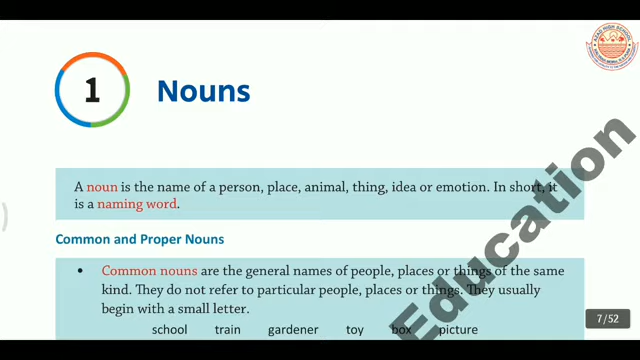 1 Nouns
A noun is the name of a person, place, animal, thing, idea or emotion. In short, it
is a naming word.
Common and Proper Nouns
• Common nouns are the general names of people, places or things of the same
kind. They do not refer to particular people, places or things. They usually
begin with a small letter.
school train gardener toy box picture
Education
7/52